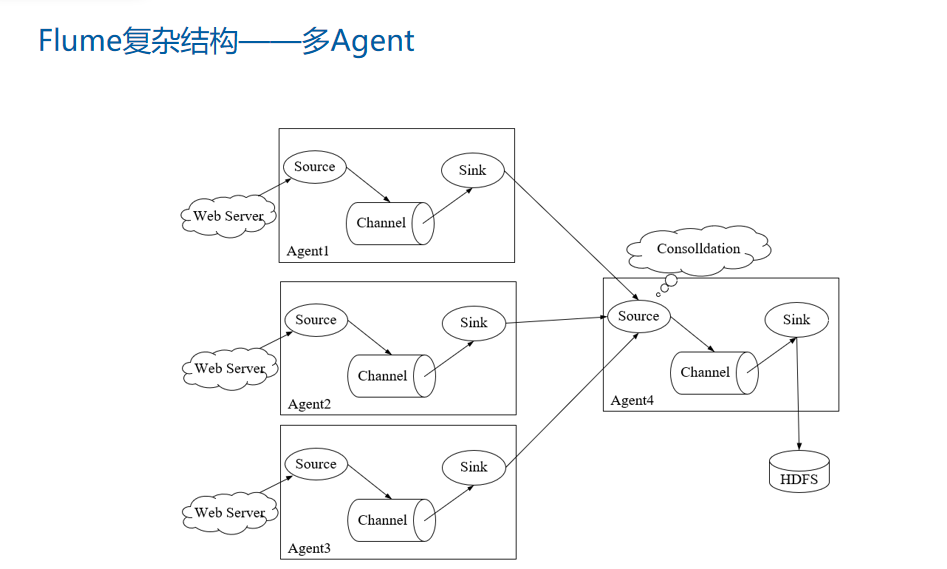 Flume复杂结构——多Agent
Source
Sink
Web Server
Channel
Agent1
Source
Sink
Web Server
Channel
Agent2
Source
Sink
Web Server
Channel
Agent3
Consolldation
Source
Sink
Channel
Agent4
HDFS